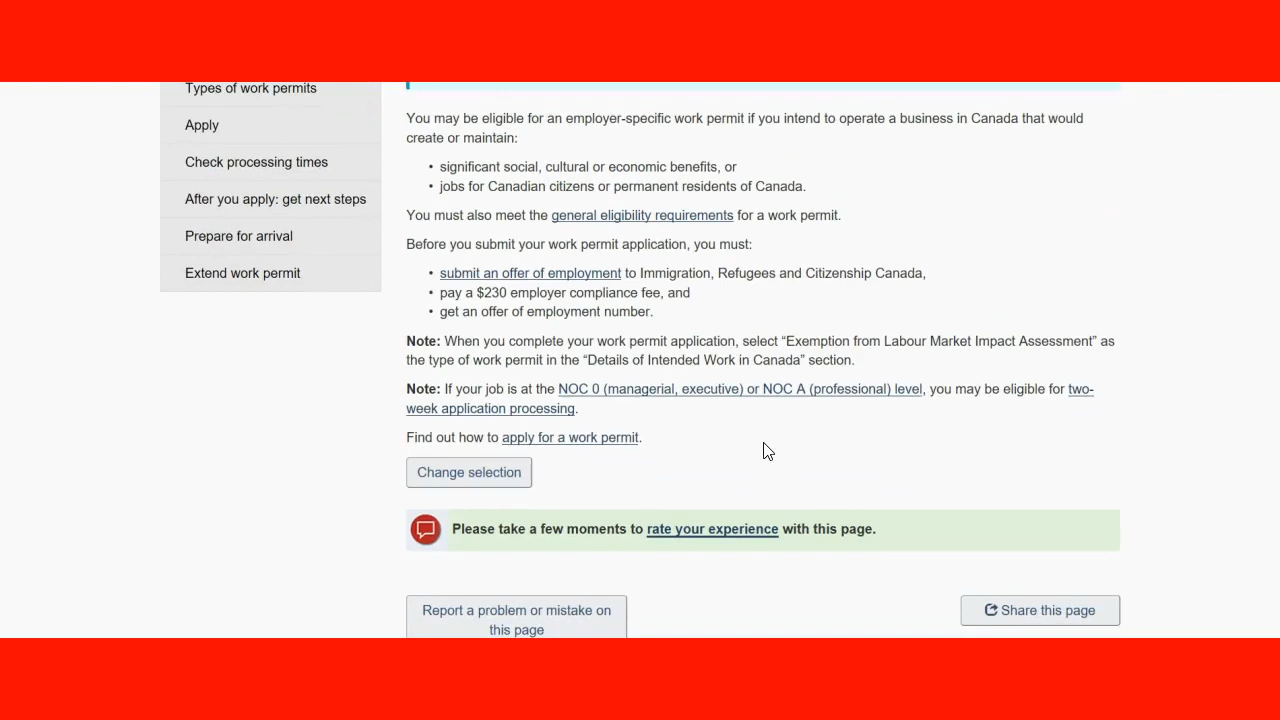 Types of work permits
Apply
Check processing times
After you apply: get next steps
Prepare for arrival
Extend work permit
You may be eligible for an employer-specific work permit if you intend to operate a business in Canada that would
create or maintain:
• significant social, cultural or economic benefits, or
• jobs for Canadian citizens or permanent residents of Canada.
You must also meet the general eligibility requirements for a work permit.
Before you submit your work permit application, you must:
• submit an offer of employment to Immigration, Refugees and Citizenship Canada,
• pay a $230 employer compliance fee, and
• get an offer of employment number.
Note: When you complete your work permit application, select “Exemption from Labour Market Impact Assessment” as
the type of work permit in the “Details of Intended Work in Canada” section.
Note: If your job is at the NOC 0 (managerial, executive) or NOC A (professional) level, you may be eligible for two-
week application processing.
Find out how to apply for a work permit.
Change selection
Please take a few moments to rate your experience with this page.
Report a problem or mistake on
this page
Share this page